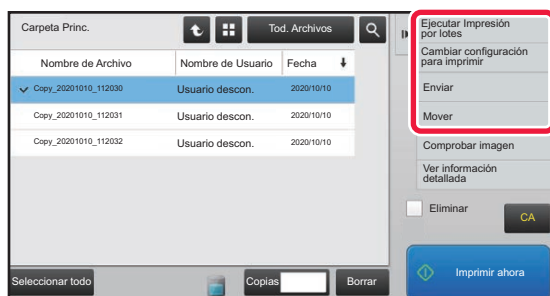 Carpeta Princ.
Tod. Archivos
Nombre de Archivo
Nombre de Usuario
Fecha
Copy_20201010_112030
Usuario descon.
2020/10/10
Copy_20201010_112031
Usuario descon.
2020/10/10
Copy_20201010_112032
Usuario descon.
2020/10/10
Seleccionar todo
Copias
Borrar
Ejecutar Impresión
por lotes
Cambiar configuración
para imprimir
Enviar
Mover
Comprobar imagen
Ver información
detallada
Eliminar
CA
Imprimir ahora